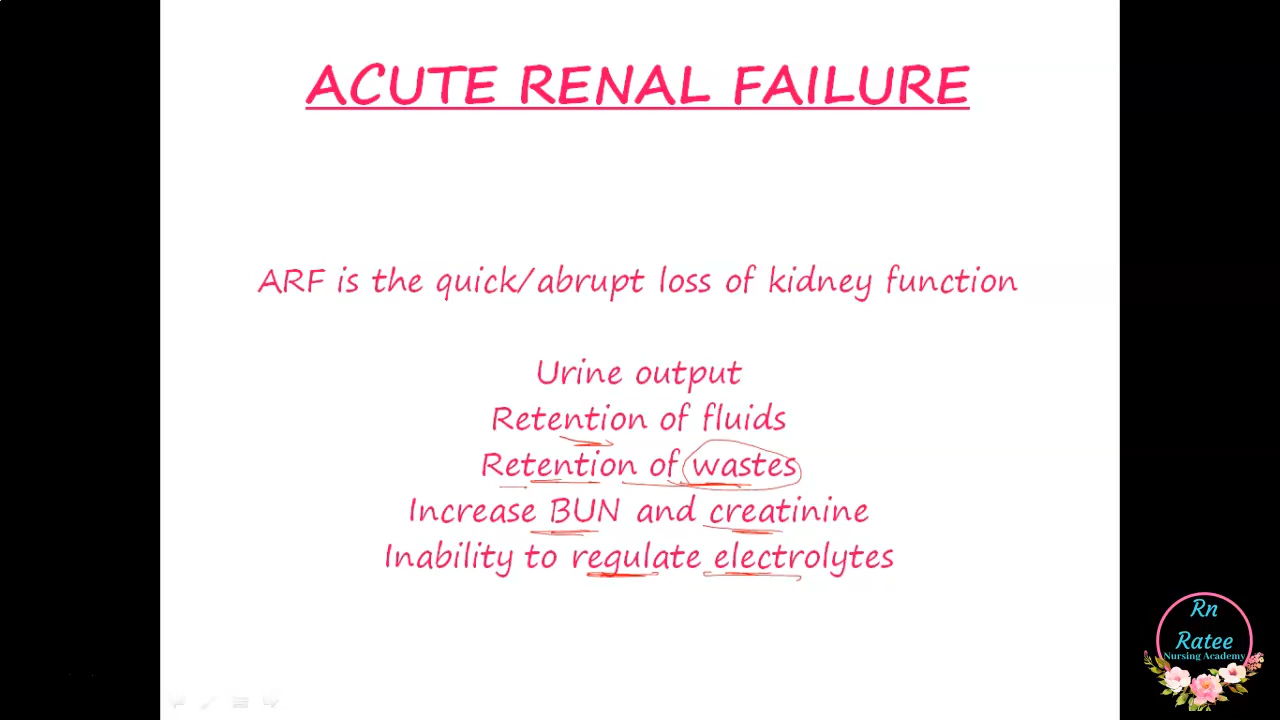 ACUTE RENAL FAILURE
ARF is the quick/abrupt loss of kidney function
Urine output
Retention of fluids
Retention of wastes
Increase BUN and creatinine
Inability to regulate electrolytes
Rn
Ratee
Nursing Academy